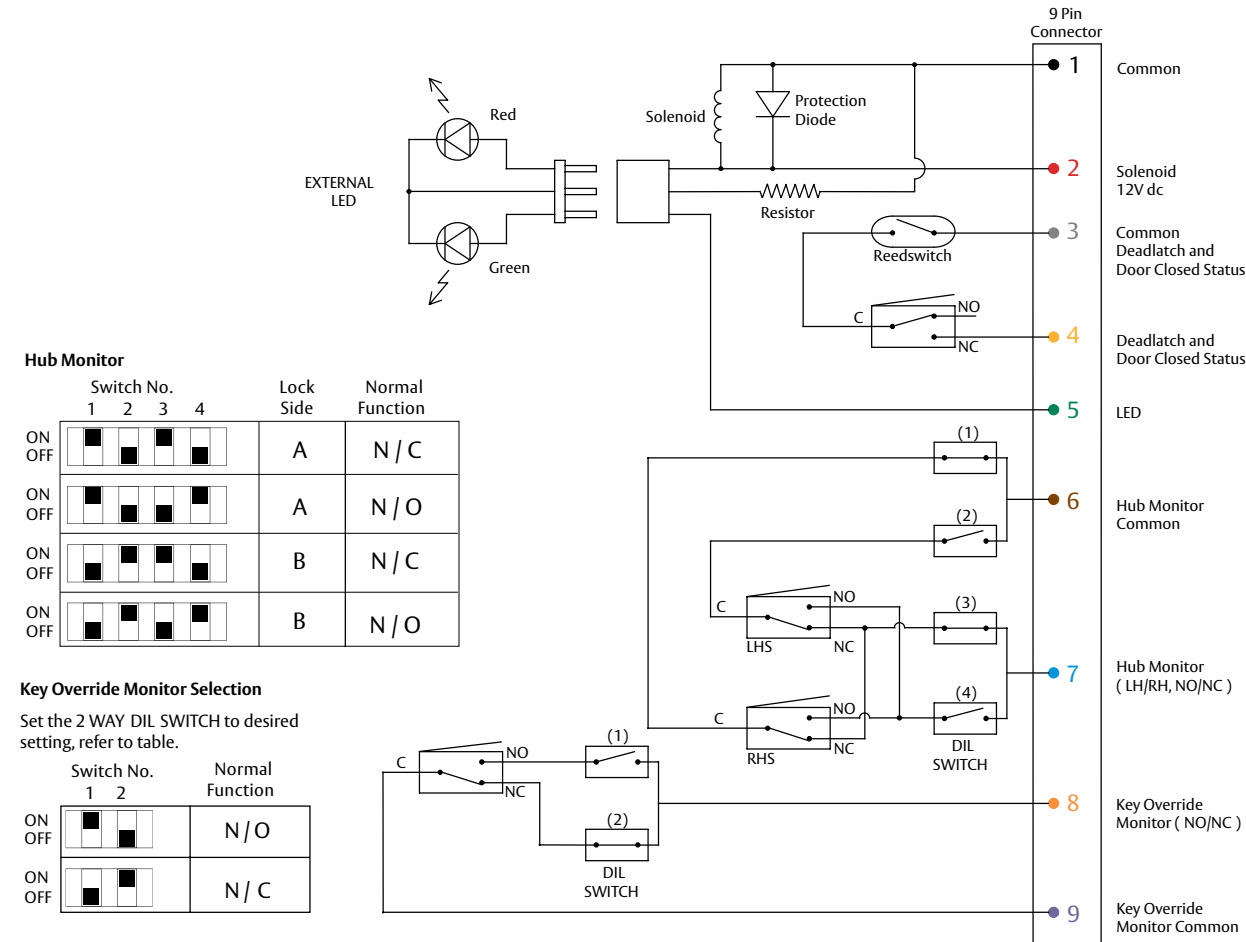 9 Pin
Connector
1
Common
Solenoid
Protection
Diode
Red
EXTERNAL
LED
Green
2
Solenoid
12V dc
Resistor
3
Common
Deadlatch and
Door Closed Status
Reedswitch
C
NO
NC
4
Deadlatch and
Door Closed Status
5
LED
Hub Monitor
Switch No.
1 2 3 4
Lock
Side
Normal
Function
ON
OFF
A
N / C
ON
OFF
A
N / O
ON
OFF
B
N / C
ON
OFF
B
N / O
(1)
6
Hub Monitor
Common
(2)
C
NO
LHS
NC
(3)
7
Hub Monitor
( LH/RH, NO/NC )
(4)
C
NO
RHS
NC
DIL
SWITCH
Key Override Monitor Selection
Set the 2 WAY DIL SWITCH to desired
setting, refer to table.
Switch No.
1 2
Normal
Function
ON
OFF
N / O
ON
OFF
N / C
C
NO
NC
(1)
(2)
DIL
SWITCH
8
Key Override
Monitor ( NO/NC )
9
Key Override
Monitor Common